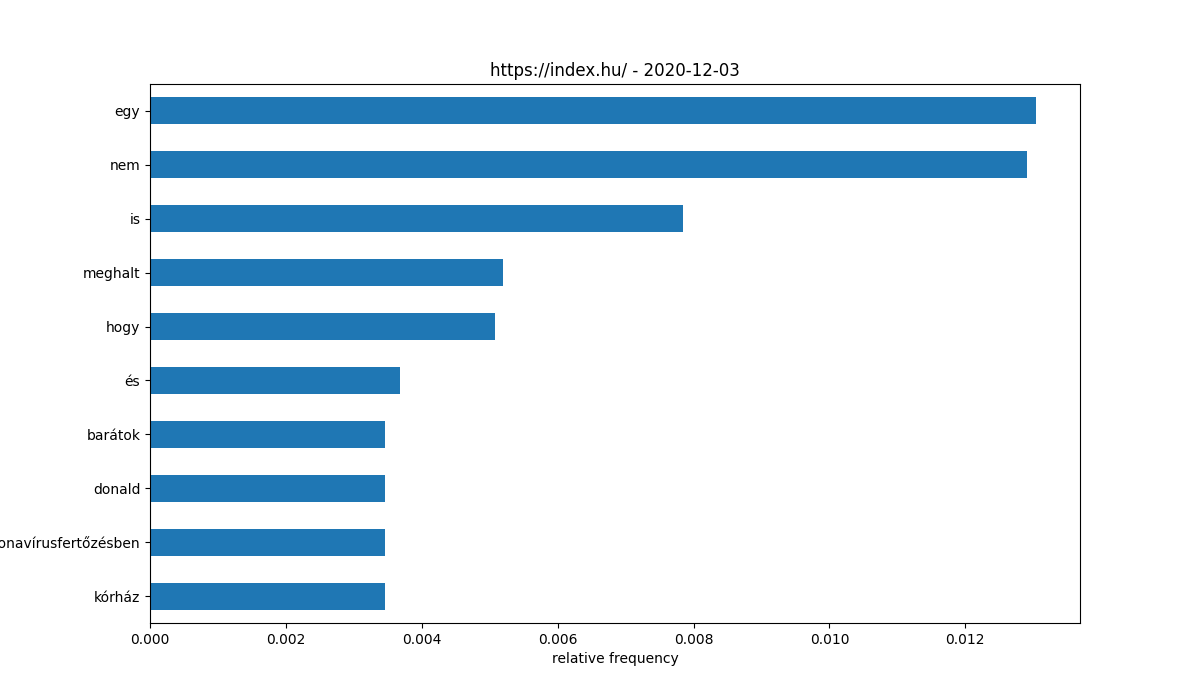 https://index.hu/ - 2020-12-03
egy
nem
is
meghalt
hogy
és
barátok
donald
onavírusfertőzésben
kórház
0.000 0.002 0.004 0.006 0.008 0.010 0.012
relative frequency